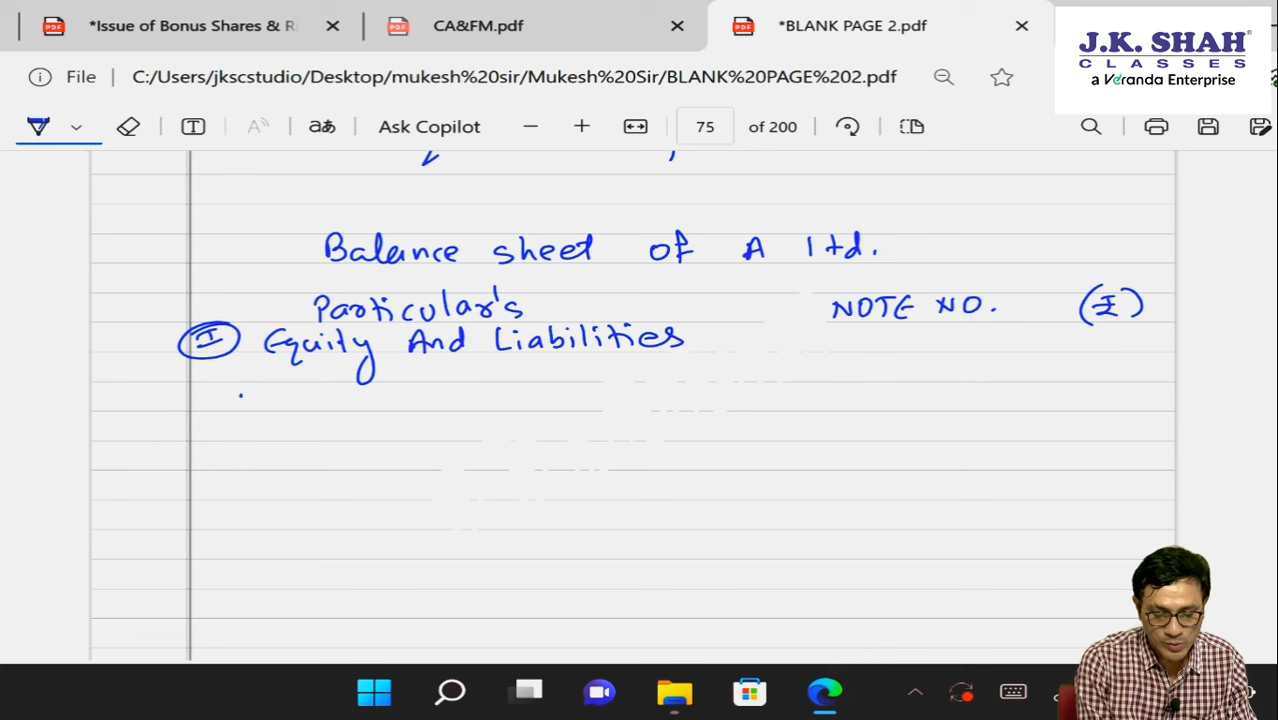 *Issue of Bonus Shares & Ri
CA&FM.pdf
*BLANK PAGE 2.pdf
J.K. SHAH®
CLASSES
a Veranda Enterprise
File C:/Users/jkscstudio/Desktop/mukesh%20sir/Mukesh%20Sir/BLANK%20PAGE%202.pdf
Ask Copilot 75 of 200
Balance sheet of A ltd.
Particular's NOTE NO. (₹)
I Equity And Liabilities